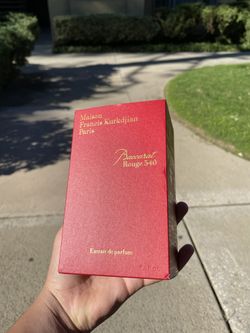 Maison
Francis Kurkdjian
Paris
Baccarat
Rouge 540
Extrait de parfum